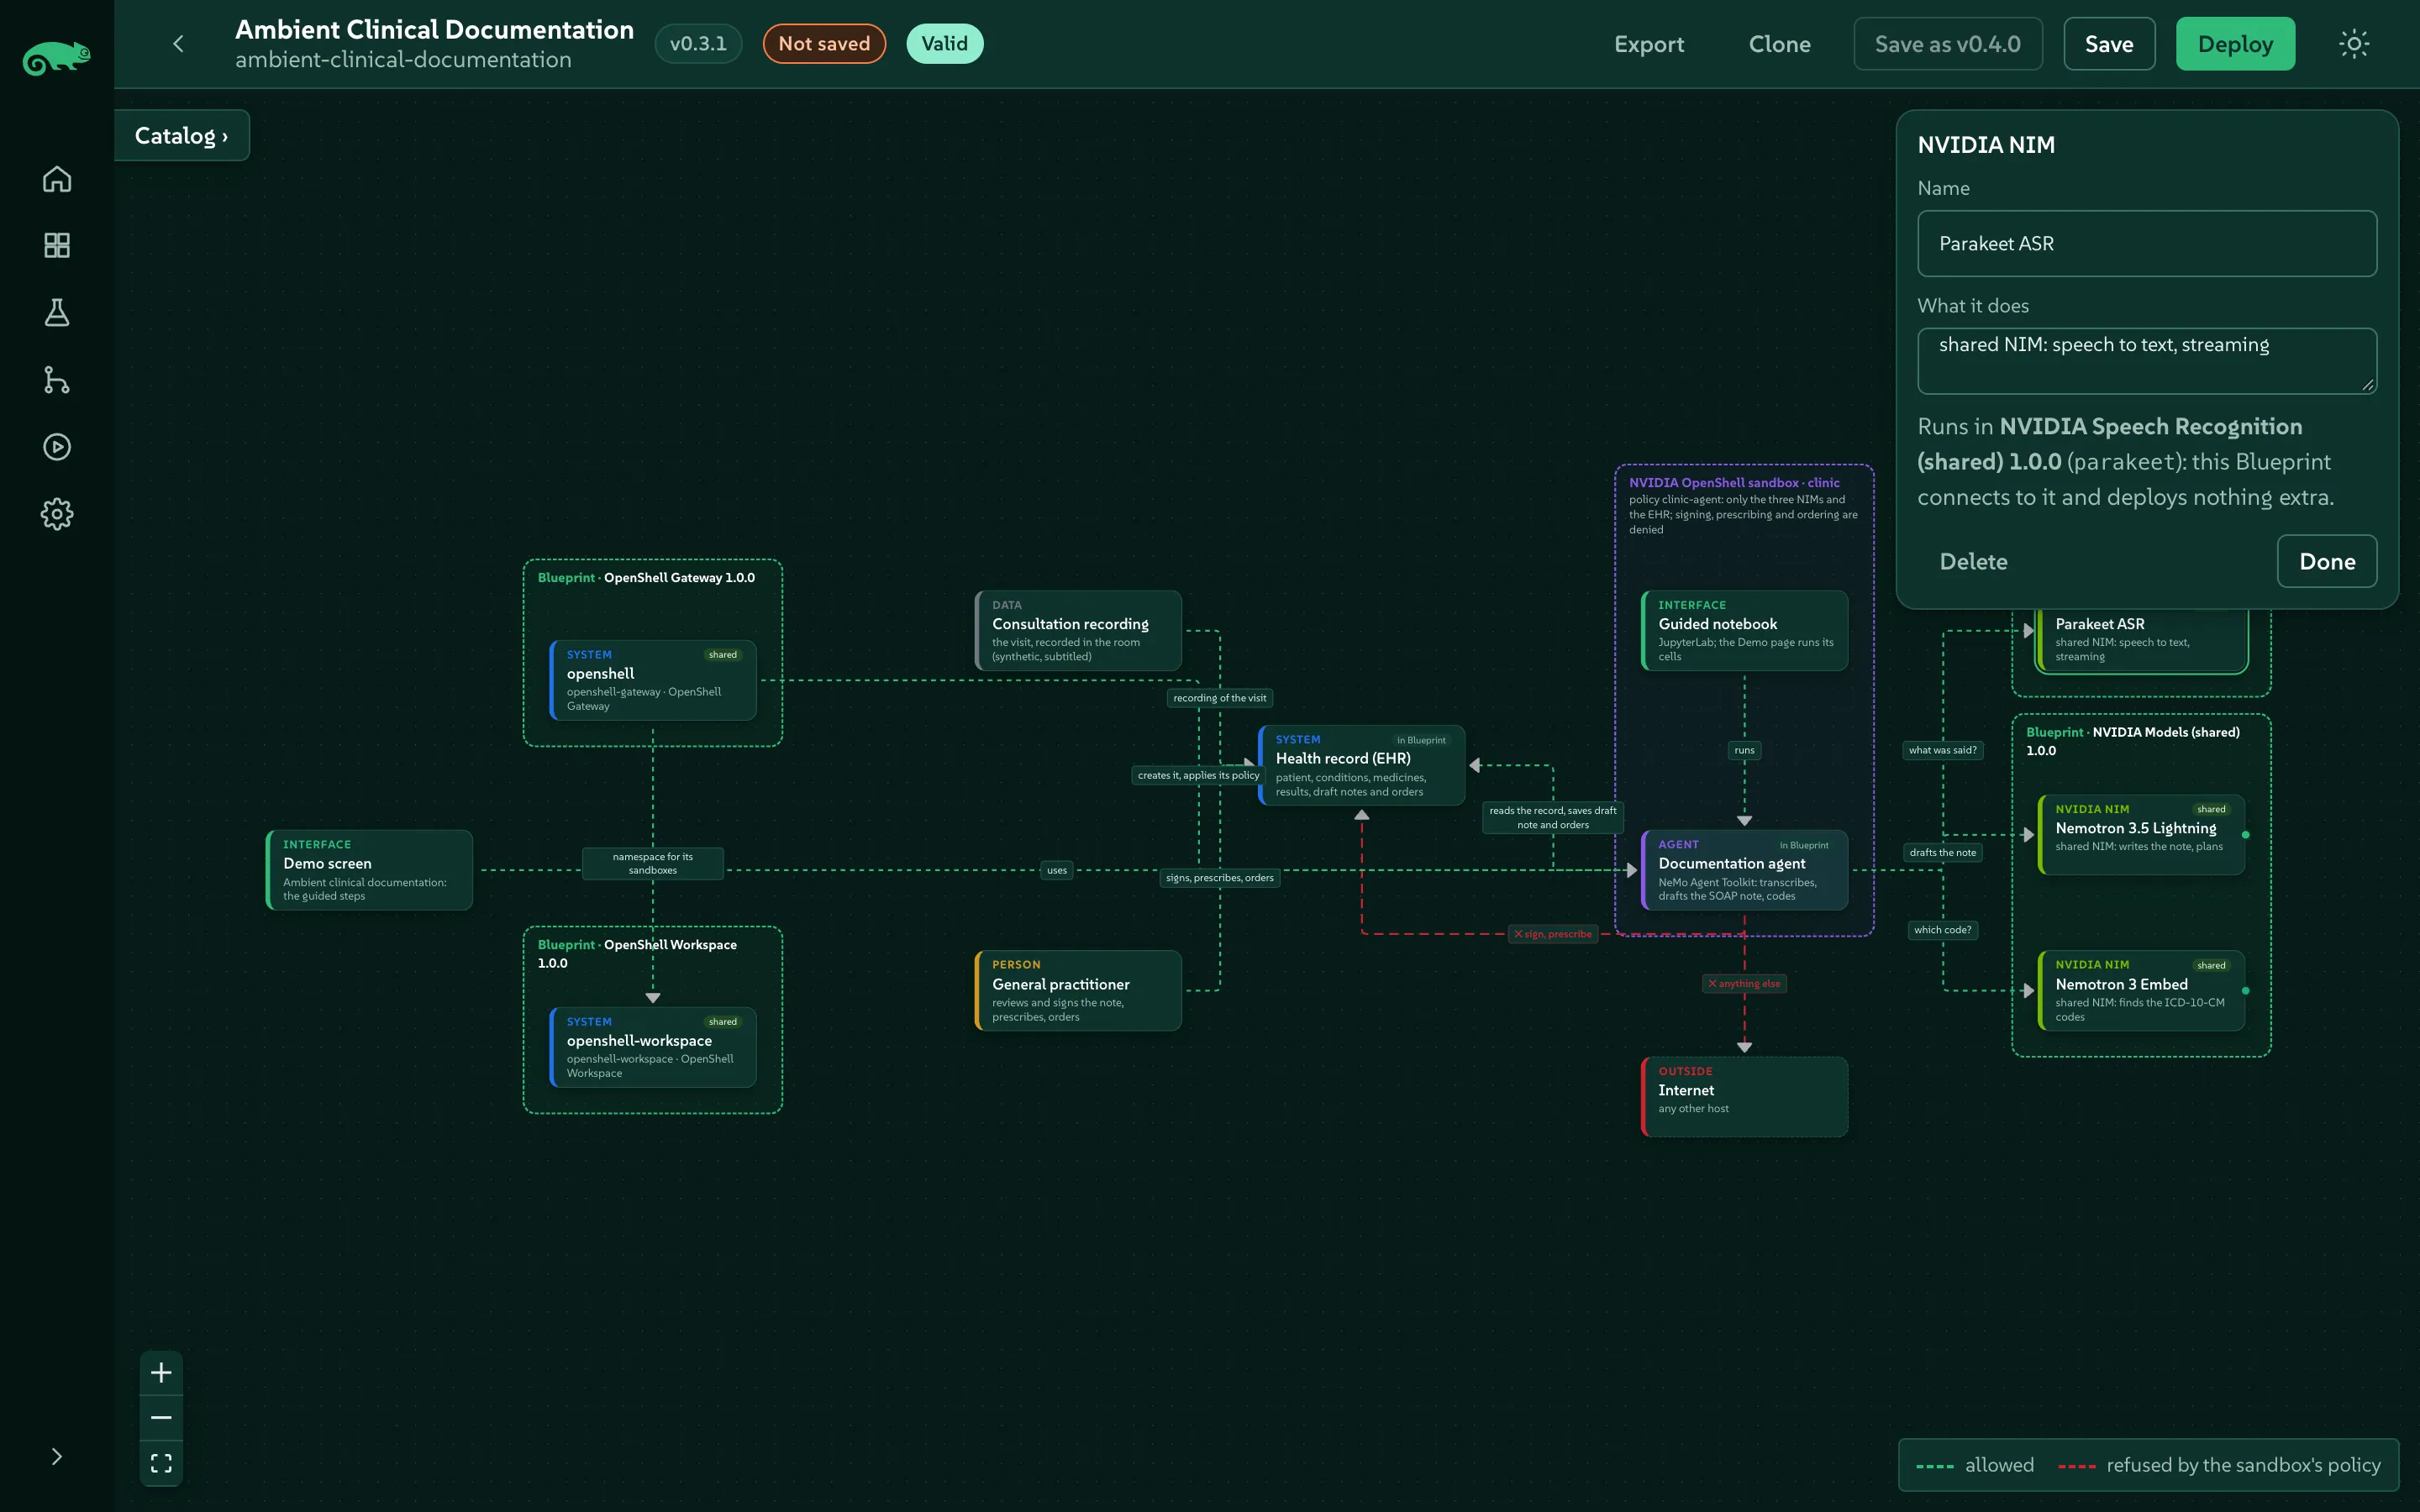 Ambient Clinical Documentation
ambient-clinical-documentation
v0.3.1
Not saved
Valid
Export
Clone
Save as v0.4.0
Save
Deploy
Catalog ›
NVIDIA NIM
Name
Parakeet ASR
What it does
shared NIM: speech to text, streaming
Runs in NVIDIA Speech Recognition
(shared) 1.0.0 (parakeet): this Blueprint
connects to it and deploys nothing extra.
Delete
Done
Blueprint · OpenShell Gateway 1.0.0
SYSTEM
shared
openshell
openshell-gateway · OpenShell
Gateway
INTERFACE
Demo screen
Ambient clinical documentation:
the guided steps
namespace for its
sandboxes
Blueprint · OpenShell Workspace
1.0.0
SYSTEM
shared
openshell-workspace
openshell-workspace · OpenShell
Workspace
DATA
Consultation recording
the visit, recorded in the room
(synthetic, subtitled)
recording of the visit
creates it, applies its policy
uses
signs, prescribes, orders
PERSON
General practitioner
reviews and signs the note,
prescribes, orders
SYSTEM
in Blueprint
Health record (EHR)
patient, conditions, medicines,
results, draft notes and orders
reads the record, saves draft
note and orders
✕ sign, prescribe
NVIDIA OpenShell sandbox · clinic
policy clinic-agent: only the three NIMs and
the EHR; signing, prescribing and ordering are
denied
INTERFACE
Guided notebook
JupyterLab; the Demo page runs its
cells
runs
AGENT
in Blueprint
Documentation agent
NeMo Agent Toolkit: transcribes,
drafts the SOAP note, codes
✕ anything else
OUTSIDE
Internet
any other host
what was said?
drafts the note
which code?
Parakeet ASR
shared NIM: speech to text,
streaming
Blueprint · NVIDIA Models (shared)
1.0.0
NVIDIA NIM
shared
Nemotron 3.5 Lightning
shared NIM: writes the note, plans
NVIDIA NIM
shared
Nemotron 3 Embed
shared NIM: finds the ICD-10-CM
codes
allowed
refused by the sandbox's policy